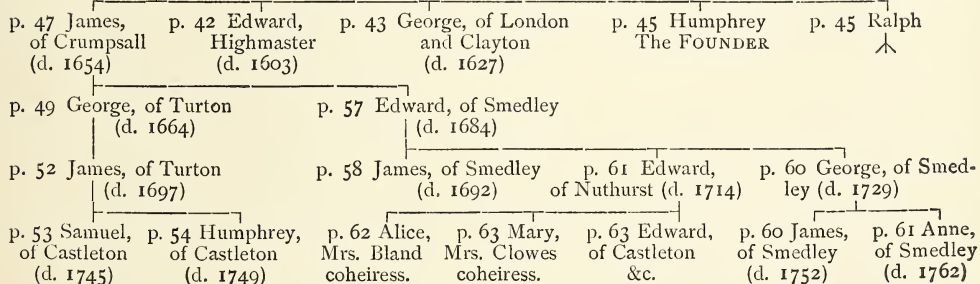 p. 47 James, p. 42 Edward, p. 43 George, of London p. 45 Humphrey p. 45 Ralph
of Crumpsall Highmaster and Clayton The FOUNDER
(d. 1654) (d. 1603) (d. 1627)
p. 49 George, of Turton p. 57 Edward, of Smedley
(d. 1664) (d. 1684)
p. 52 James, of Turton p. 58 James, of Smedley p. 61 Edward, p. 60 George, of Smed-
(d. 1697) (d. 1692) of Nuthurst (d. 1714) ley (d. 1729)
p. 53 Samuel, p. 54 Humphrey, p. 62 Alice, p. 63 Mary, p. 63 Edward, p. 60 James, p. 61 Anne,
of Castleton of Castleton Mrs. Bland Mrs. Clowes of Castleton of Smedley of Smedley
(d. 1745) (d. 1749) coheiress. coheiress. &c. (d. 1752) (d. 1762)